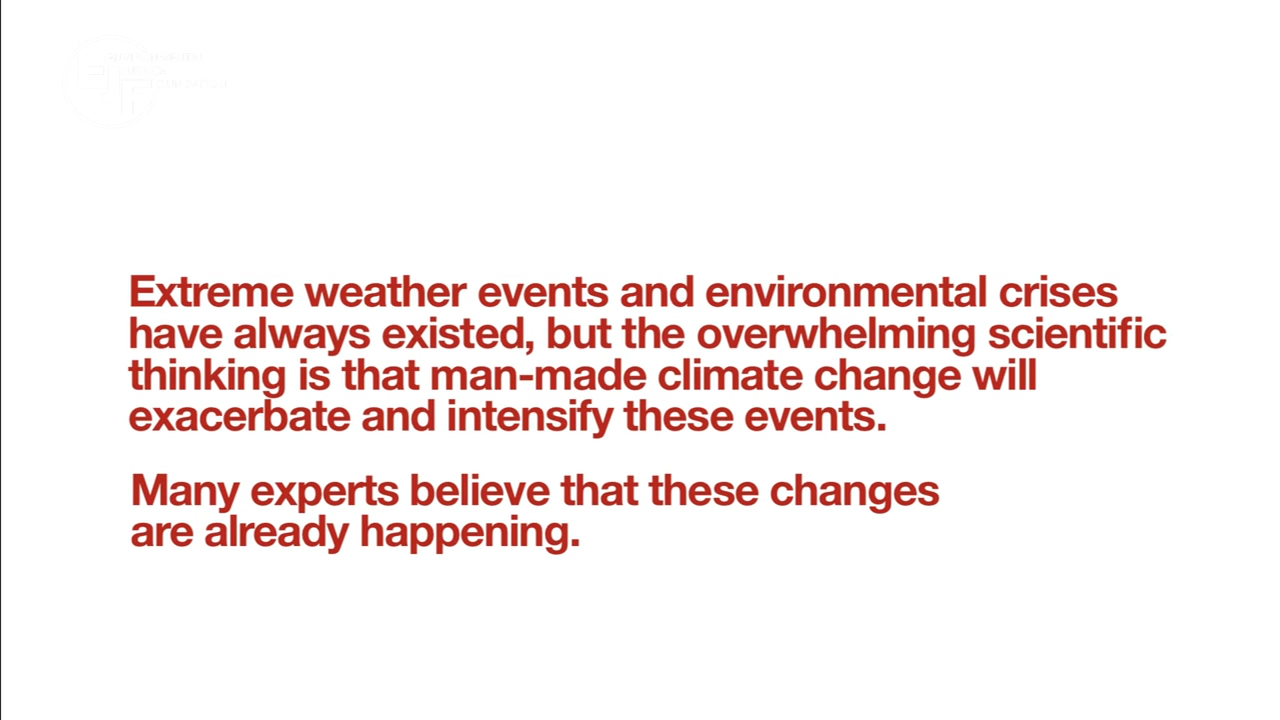 Extreme weather events and environmental crises
have always existed, but the overwhelming scientific
thinking is that man-made climate change will
exacerbate and intensify these events.
Many experts believe that these changes
are already happening.